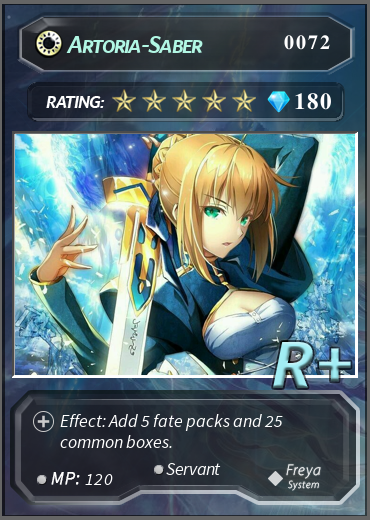 ARTORIA-SABER
0072
RATING:
180
R+
Effect: Add 5 fate packs and 25
common boxes.
MP: 120
Servant
Freya
System